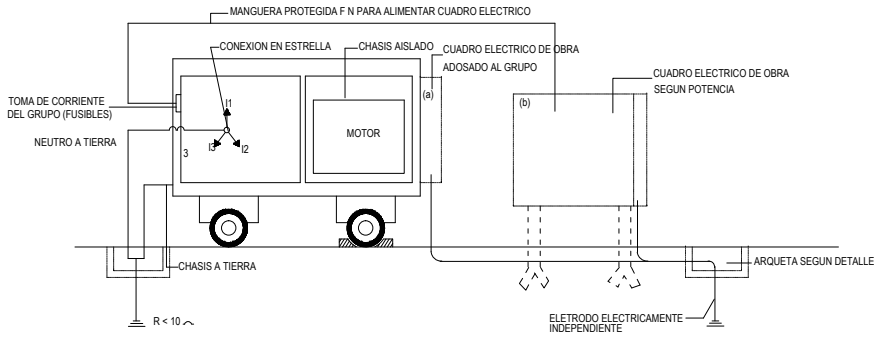 MANGUERA PROTEGIDA F N PARA ALIMENTAR CUADRO ELECTRICO
CONEXION EN ESTRELLA
CHASIS AISLADO
CUADRO ELECTRICO DE OBRA
ADOSADO AL GRUPO
CUADRO ELECTRICO DE OBRA
SEGUN POTENCIA
(a)
(b)
TOMA DE CORRIENTE
DEL GRUPO (FUSIBLES)
I1
MOTOR
NEUTRO A TIERRA
I3
I2
3
CHASIS A TIERRA
ARQUETA SEGUN DETALLE
R < 10
ELETRODO ELECTRICAMENTE
INDEPENDIENTE